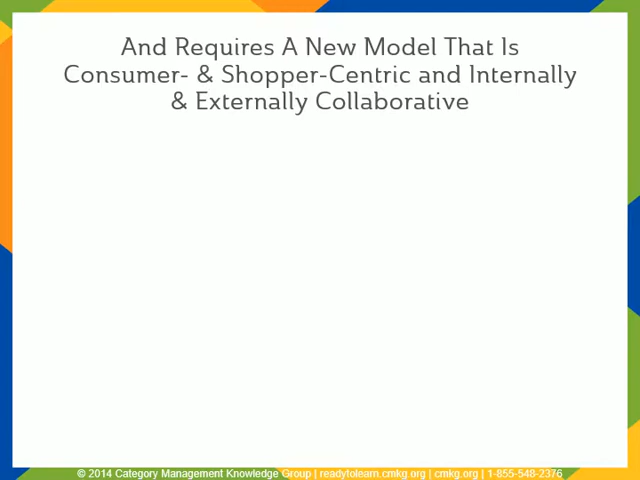 And Requires A New Model That Is
Consumer- & Shopper-Centric and Internally
& Externally Collaborative
© 2014 Category Management Knowledge Group | readytolearn.cmkg.org | cmkg.org | 1-855-548-2376